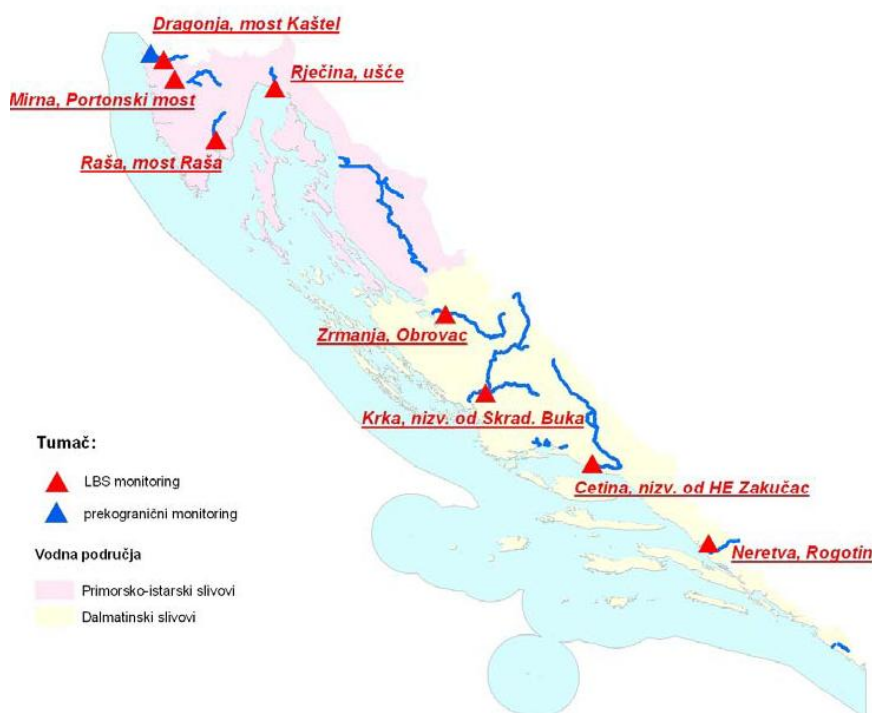 Dragonja, most Kaštel
Rječina, ušće
Mirna, Portonski most
Raša, most Raša
Zrmanja, Obrovac
Krka, nizv. od Skrad. Buka
Tumač:
LBS monitoring
Cetina, nizv. od HE Zakučac
prekogranični monitoring
Neretva, Rogotin
Vodna područja
Primorsko-istarski slivovi
Dalmatinski slivovi